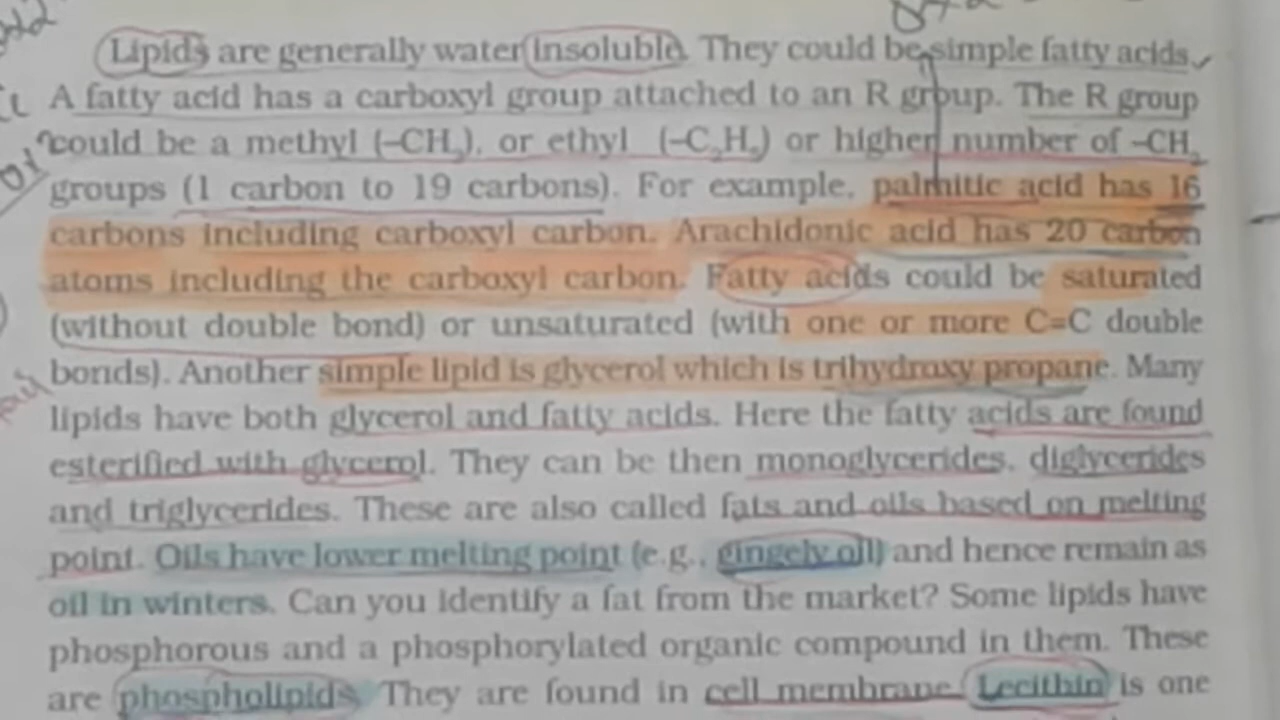 Lipids are generally water insoluble. They could be simple fatty acids.
A fatty acid has a carboxyl group attached to an R group. The R group
could be a methyl (–CH₃), or ethyl (–C₂H₅) or higher number of –CH₂
groups (1 carbon to 19 carbons). For example, palmitic acid has 16
carbons including carboxyl carbon. Arachidonic acid has 20 carbon
atoms including the carboxyl carbon. Fatty acids could be saturated
(without double bond) or unsaturated (with one or more C=C double
bonds). Another simple lipid is glycerol which is trihydroxy propane. Many
lipids have both glycerol and fatty acids. Here the fatty acids are found
esterified with glycerol. They can be then monoglycerides, diglycerides
and triglycerides. These are also called fats and oils based on melting
point. Oils have lower melting point (e.g., gingely oil) and hence remain as
oil in winters. Can you identify a fat from the market? Some lipids have
phosphorous and a phosphorylated organic compound in them. These
are phospholipids. They are found in cell membrane. Lecithin is one